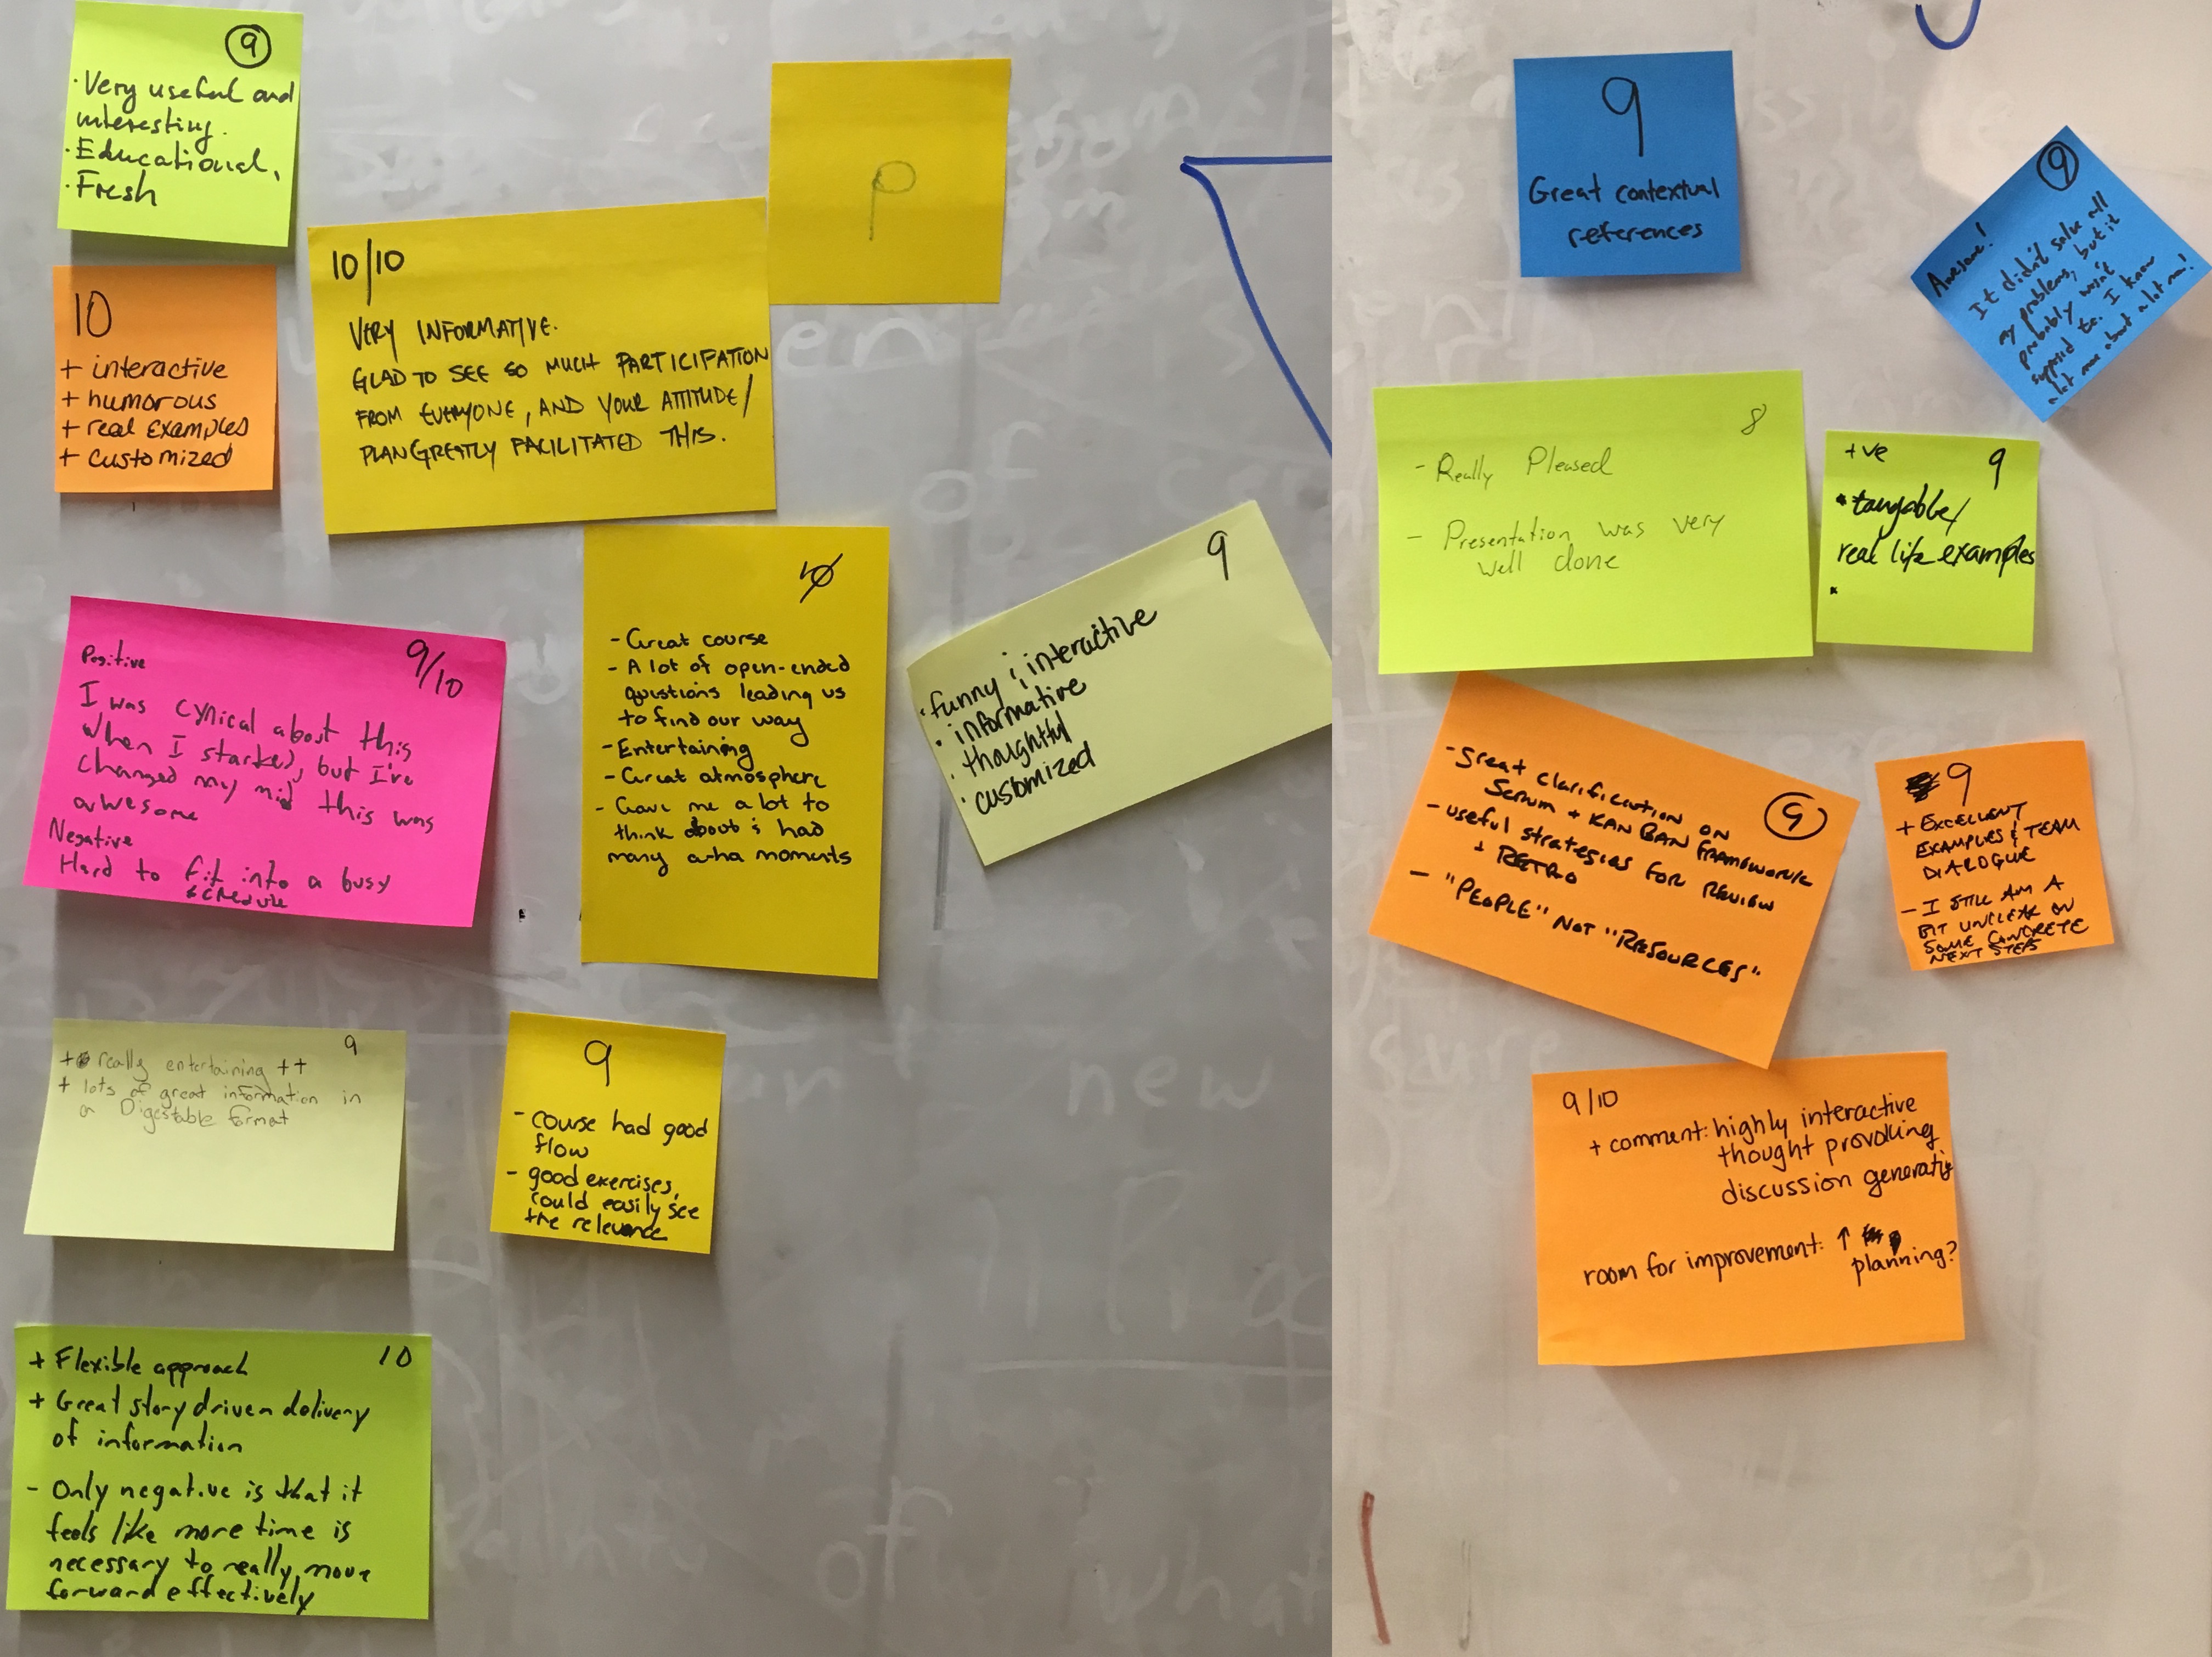 9
· Very useful and
interesting.
· Educational,
· Fresh
10
+ interactive
+ humorous
+ real examples
+ customized
10/10
VERY INFORMATIVE.
GLAD TO SEE SO MUCH PARTICIPATION
FROM EVERYONE, AND YOUR ATTITUDE/
PLAN GREATLY FACILITATED THIS.
P
Positive
9/10
I was cynical about this
when I started, but I've
changed my mind this was
awesome
Negative
Hard to fit into a busy
schedule
10
- Great course
- A lot of open-ended
questions leading us
to find our way
- Entertaining
- Great atmosphere
- Gave me a lot to
think about & had
many a-ha moments
9
· funny & interactive
· informative
· thoughtful
· customized
9
+ really entertaining ++
+ lots of great information in
a Digestable format
9
- course had good
flow
- good exercises,
could easily see
the relevance
10
+ Flexible approach
+ Great story driven delivery
of information
- Only negative is that it
feels like more time is
necessary to really move
forward effectively
9
Great contextual
references
9
Awesome!
It didn't solve all
my problems, but it
probably wasn't
supposed to. I know
a lot more about a lot now!
8
- Really Pleased
- Presentation was very
well done
+ve
9
· tangable/
real life examples
9
- Great clarification on
Scrum + KANBAN FRAMEWORK
- useful strategies FOR REVIEW
+ RETRO
- "PEOPLE" NOT "RESOURCES"
9
+ EXCELLENT
EXAMPLES & TEAM
DIALOGUE
- I STILL AM A
BIT UNCLEAR ON
SOME CONCRETE
NEXT STEPS
9/10
+ comment: highly interactive
thought provoking
discussion generating
room for improvement: ↑
planning?
new
of
what